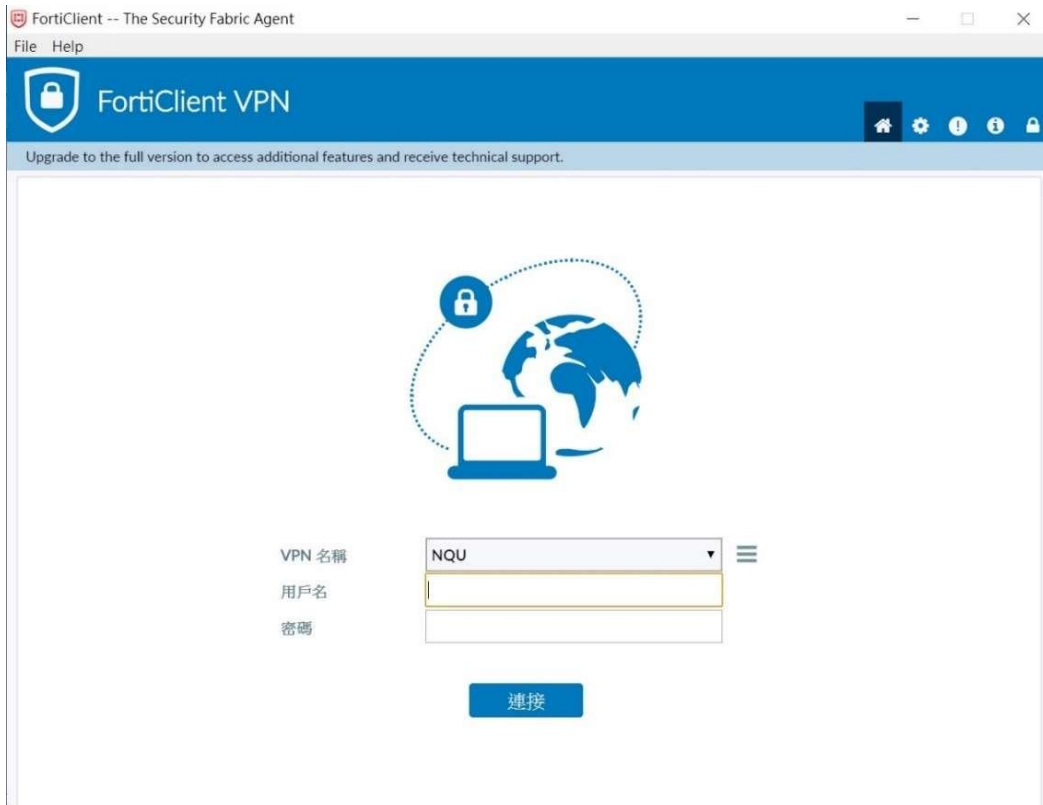 FortiClient -- The Security Fabric Agent
File Help
FortiClient VPN
Upgrade to the full version to access additional features and receive technical support.
VPN 名稱 NQU
用戶名
密碼
連接